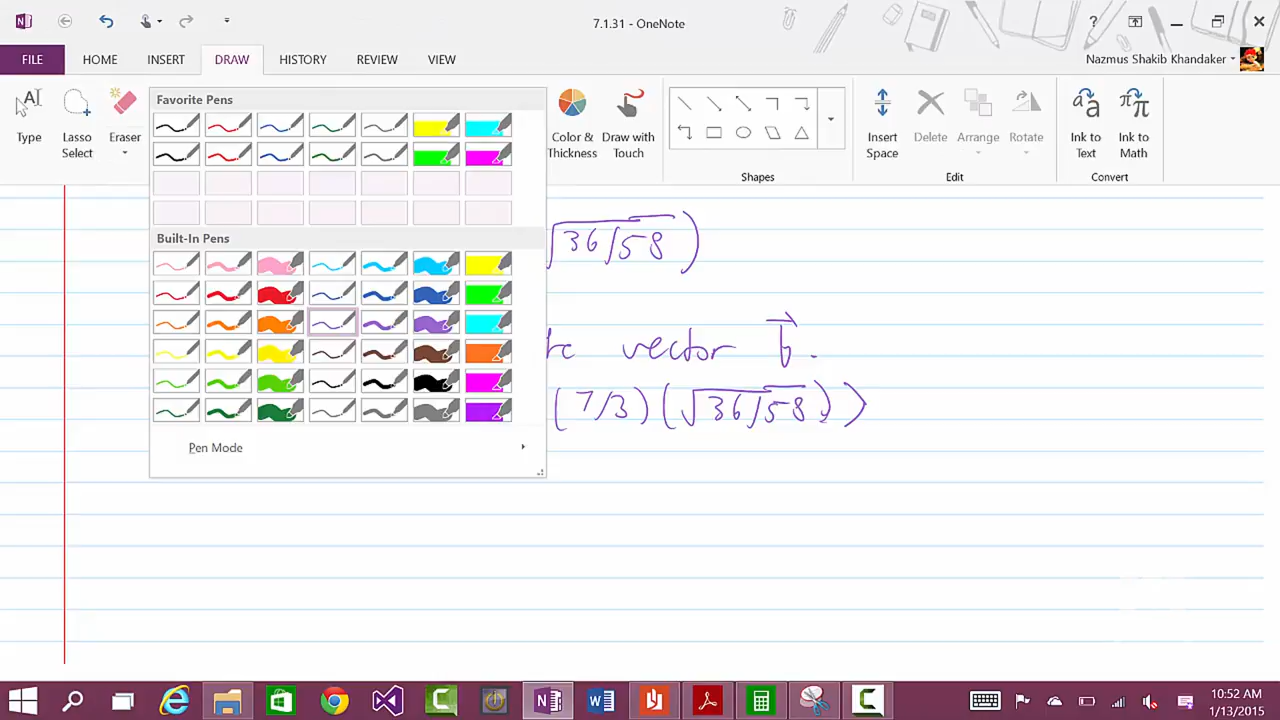 7.1.31 - OneNote
?
FILE HOME INSERT DRAW HISTORY REVIEW VIEW
Nazmus Shakib Khandaker
Type
Lasso Select
Eraser
Favorite Pens
Built-In Pens
Pen Mode
Color & Thickness
Draw with Touch
Shapes
Insert Space
Delete
Arrange
Rotate
Edit
Ink to Text
Ink to Math
Convert
√36/58)
vector b.
(7/3)(√36/58)⟩
10:52 AM
1/13/2015